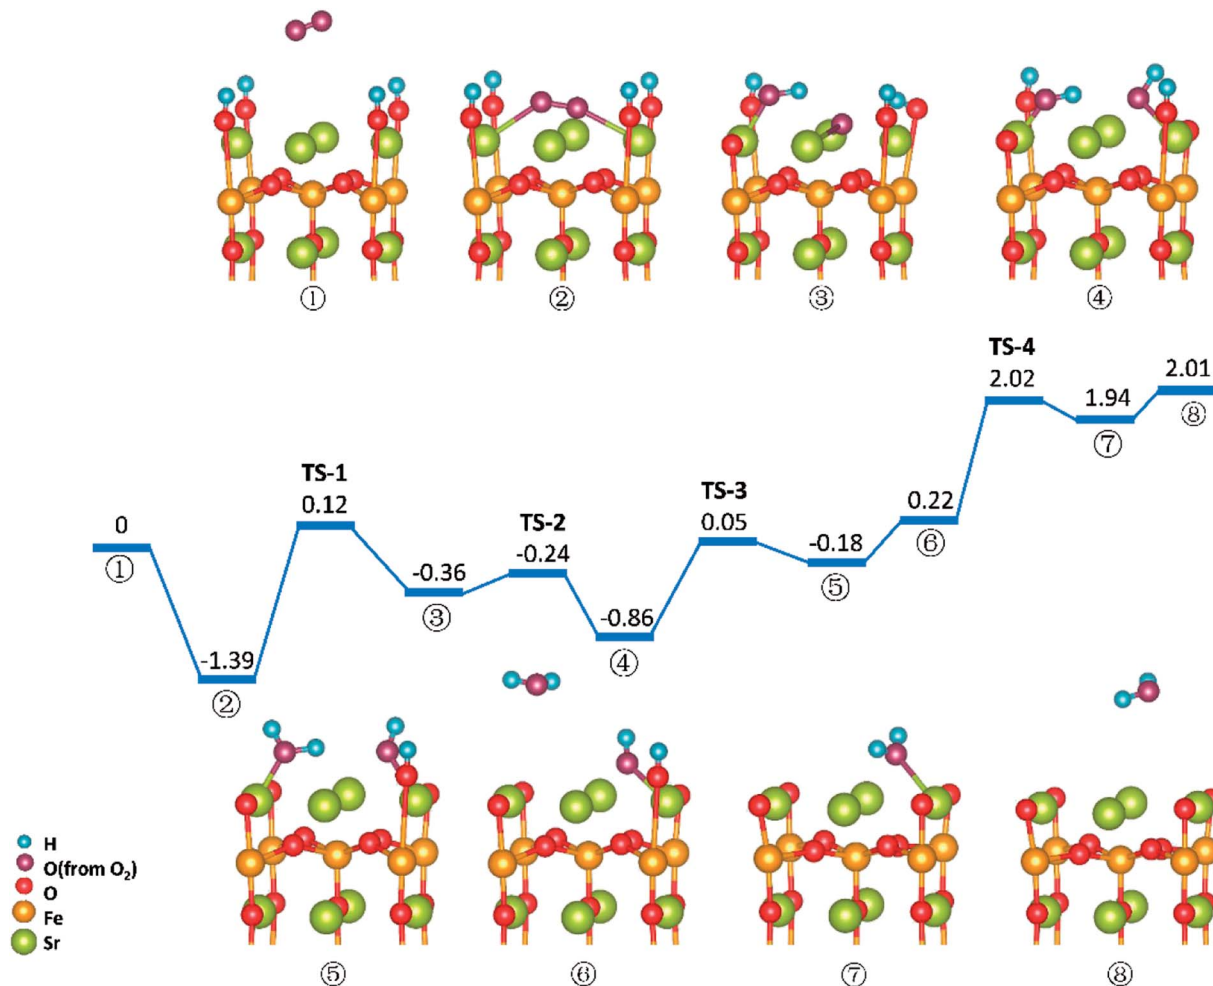 ① ② ③ ④
TS-4
2.02
2.01
1.94
⑧
⑦
TS-1
0.12
TS-3
0.05
TS-2
-0.24
0
①
0.22
⑥
-0.18
⑤
-0.36
③
-0.86
④
-1.39
②
H
O(from O₂)
O
Fe
Sr
⑤ ⑥ ⑦ ⑧